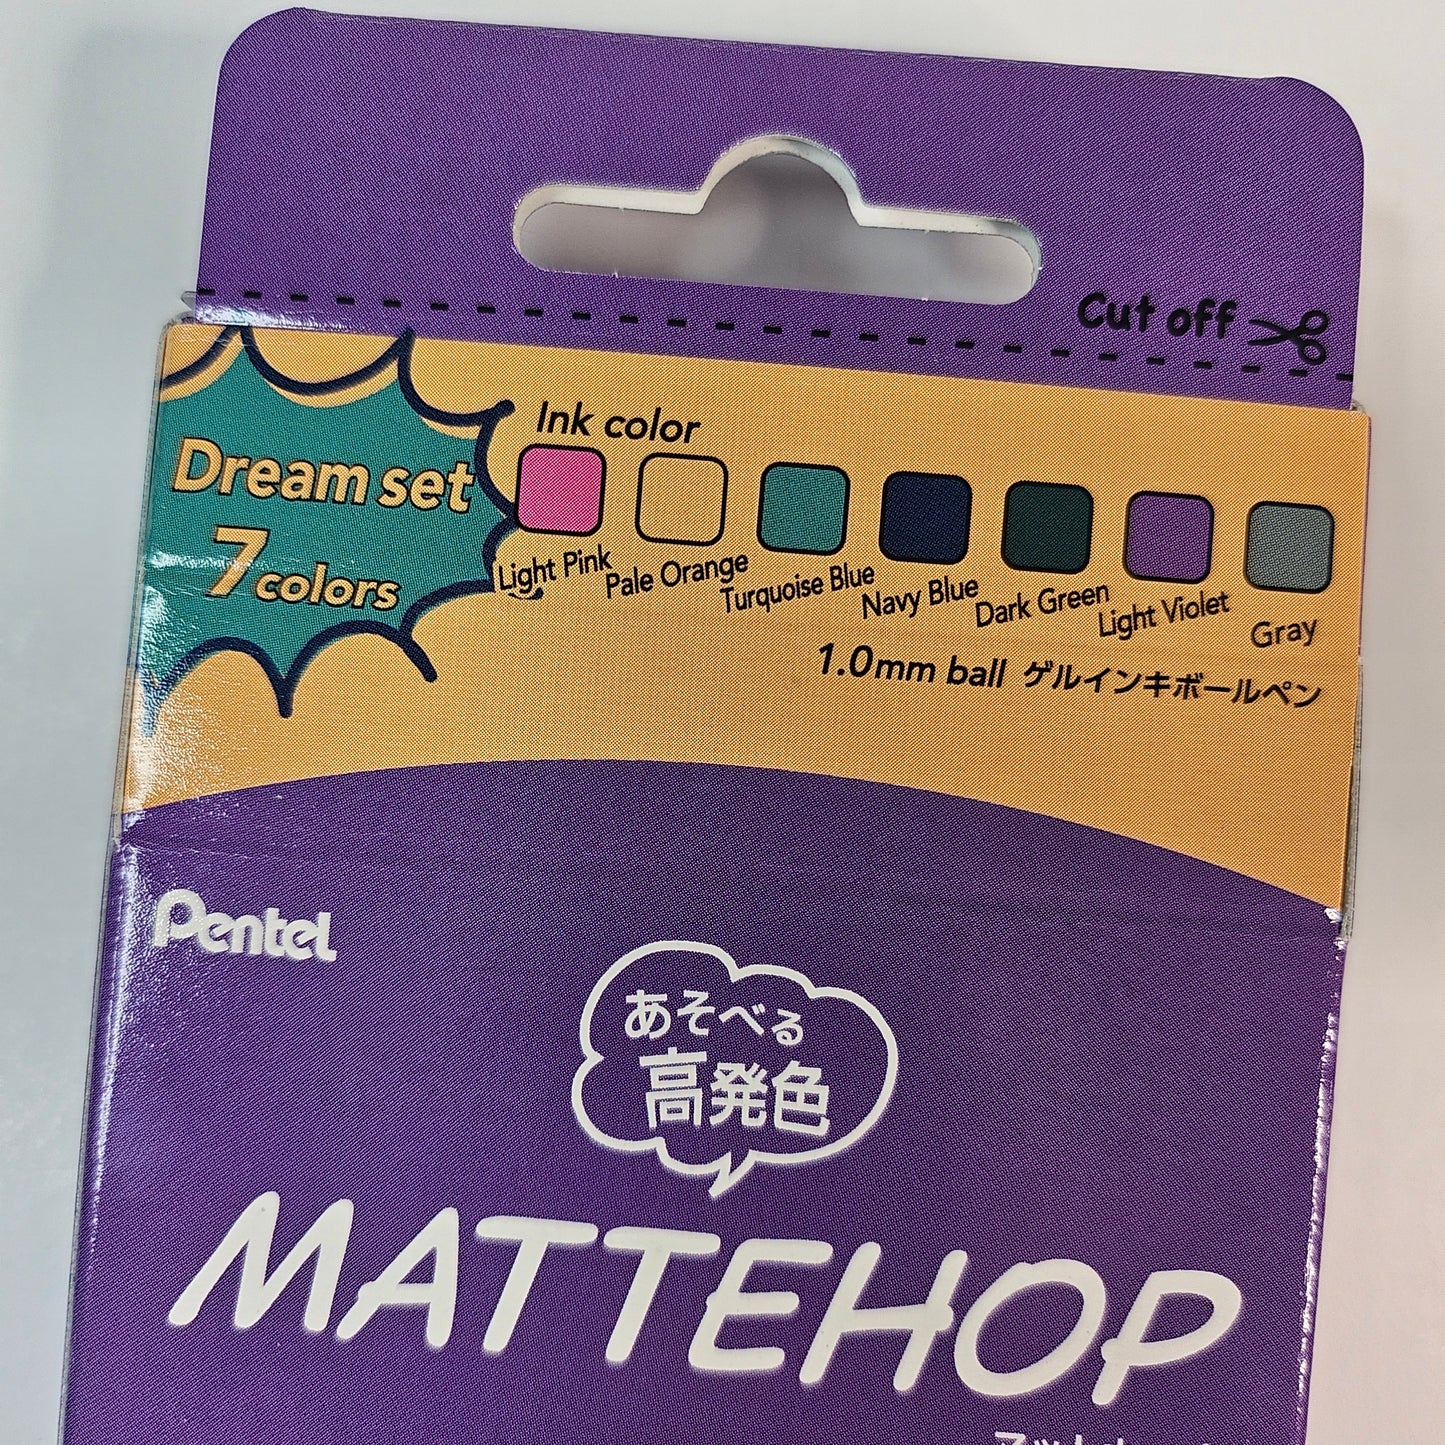 Cut off
Ink color
Dream set
7 colors
Light Pink
Pale Orange
Turquoise Blue
Navy Blue
Dark Green
Light Violet
Gray
1.0mm ball ゲルインキボールペン
Pentel
あそべる
高発色
MATTEHOP